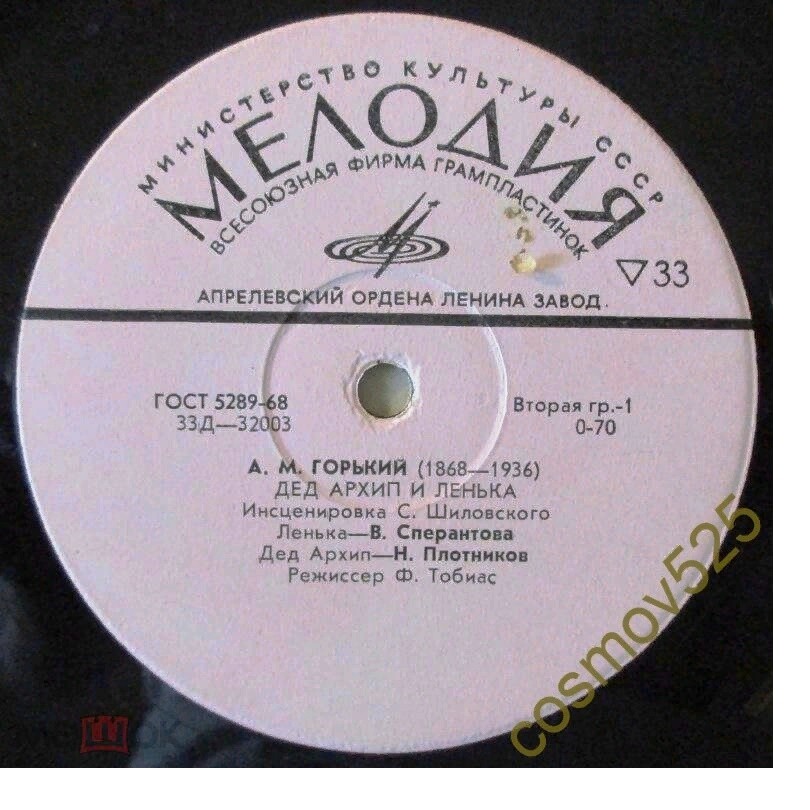 МИНИСТЕРСТВО КУЛЬТУРЫ СССР
МЕЛОДИЯ
ВСЕСОЮЗНАЯ ФИРМА ГРАМПЛАСТИНОК
▽33
АПРЕЛЕВСКИЙ ОРДЕНА ЛЕНИНА ЗАВОД.
ГОСТ 5289-68
33Д—32003
Вторая гр.-1
0-70
А. М. ГОРЬКИЙ (1868—1936)
ДЕД АРХИП И ЛЕНЬКА
Инсценировка С. Шиловского
Ленька—В. Сперантова
Дед Архип—Н. Плотников
Режиссер Ф. Тобиас
cosmov525